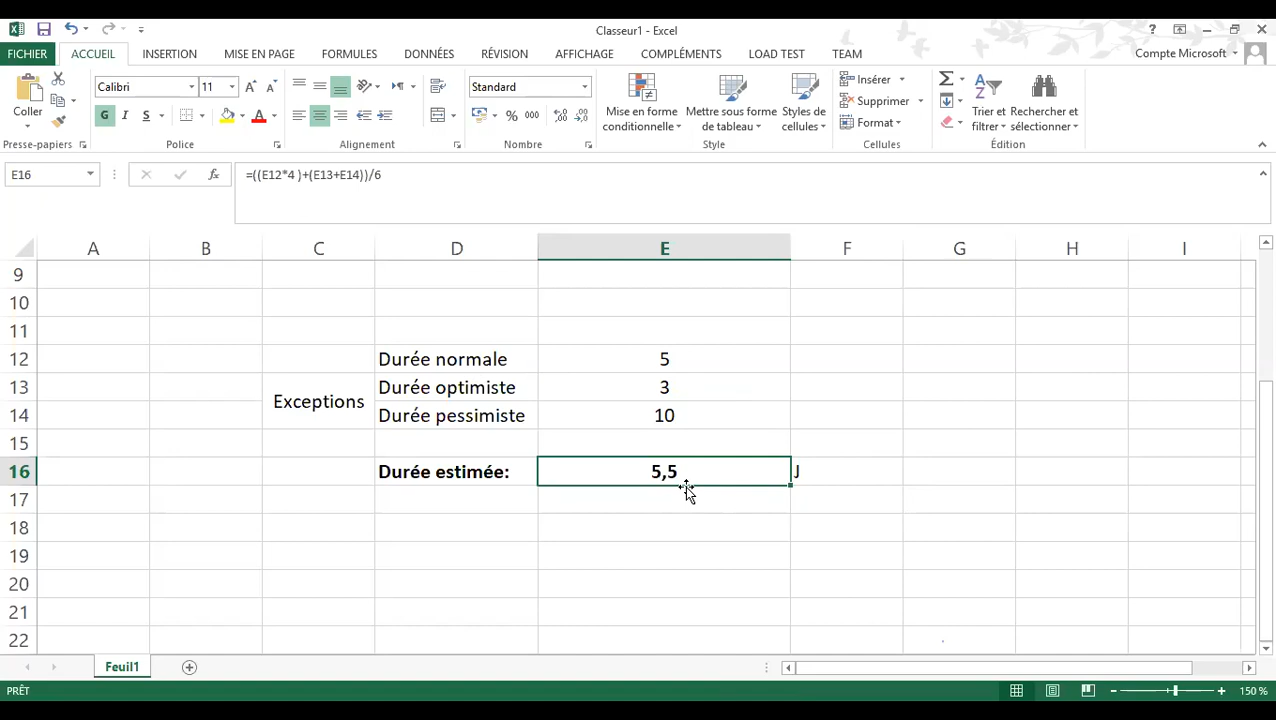 Classeur1 - Excel
FICHIER ACCUEIL INSERTION MISE EN PAGE FORMULES DONNÉES RÉVISION AFFICHAGE COMPLÉMENTS LOAD TEST TEAM Compte Microsoft
Coller
Presse-papiers
Calibri 11
G I S
Police
Alignement
Standard
% 000
Nombre
Mise en forme conditionnelle
Mettre sous forme de tableau
Styles de cellules
Style
Insérer
Supprimer
Format
Cellules
Trier et filtrer
Rechercher et sélectionner
Édition
E16 fx =((E12*4 )+(E13+E14))/6
A B C D E F G H I
9
10
11
12 Durée normale 5
13 Durée optimiste 3
Exceptions
14 Durée pessimiste 10
15
16 Durée estimée: 5,5 J
17
18
19
20
21
22
Feuil1
PRÊT 150 %